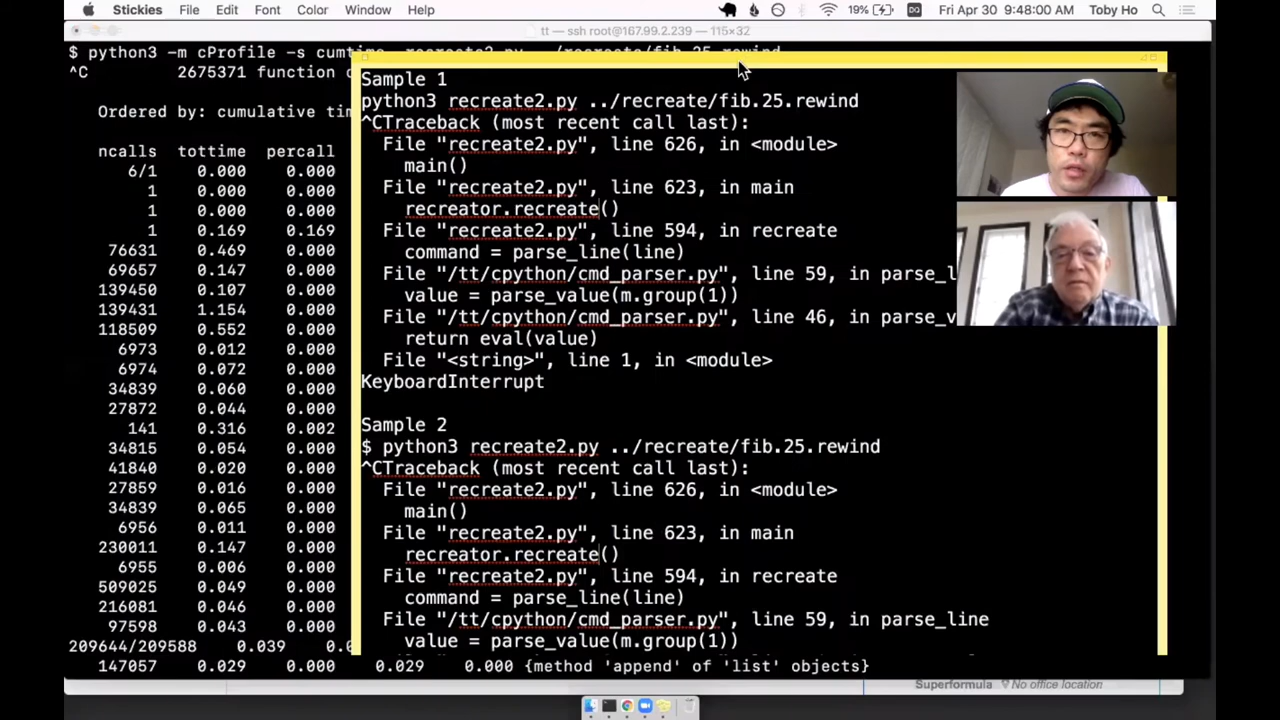 Stickies File Edit Font Color Window Help 19% Fri Apr 30 9:48:00 AM Toby Ho
tt — ssh root@167.99.2.239 — 115×32
$ python3 -m cProfile -s cumtime recreate2.py ../recreate/fib.25.rewind
^C 2675371 function
Ordered by: cumulative
ncalls tottime percall
6/1 0.000 0.000
1 0.000 0.000
1 0.000 0.000
1 0.169 0.169
76631 0.469 0.000
69657 0.147 0.000
139450 0.107 0.000
139431 1.154 0.000
118509 0.552 0.000
6973 0.012 0.000
6974 0.072 0.000
34839 0.060 0.000
27872 0.044 0.000
141 0.316 0.002
34815 0.054 0.000
41840 0.020 0.000
27859 0.016 0.000
34839 0.065 0.000
6956 0.011 0.000
230011 0.147 0.000
6955 0.006 0.000
509025 0.049 0.000
216081 0.046 0.000
97598 0.043 0.000
209644/209588 0.039
147057 0.029 0.029 0.000 {method 'append' of 'list' objects}
Sample 1
python3 recreate2.py ../recreate/fib.25.rewind
^CTraceback (most recent call last):
File "recreate2.py", line 626, in <module>
main()
File "recreate2.py", line 623, in main
recreator.recreate()
File "recreate2.py", line 594, in recreate
command = parse_line(line)
File "/tt/cpython/cmd_parser.py", line 59, in parse_l
value = parse_value(m.group(1))
File "/tt/cpython/cmd_parser.py", line 46, in parse_v
return eval(value)
File "<string>", line 1, in <module>
KeyboardInterrupt
Sample 2
$ python3 recreate2.py ../recreate/fib.25.rewind
^CTraceback (most recent call last):
File "recreate2.py", line 626, in <module>
main()
File "recreate2.py", line 623, in main
recreator.recreate()
File "recreate2.py", line 594, in recreate
command = parse_line(line)
File "/tt/cpython/cmd_parser.py", line 59, in parse_line
value = parse_value(m.group(1))
Superformula No office location